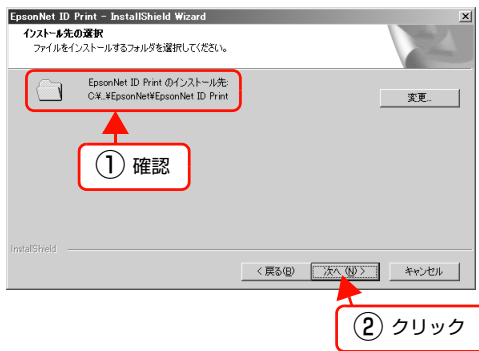 EpsonNet ID Print - InstallShield Wizard
インストール先の選択
ファイルをインストールするフォルダを選択してください。
EpsonNet ID Print のインストール先:
C:¥..¥EpsonNet¥EpsonNet ID Print
変更...
① 確認
InstallShield
< 戻る(B)
次へ(N) >
キャンセル
② クリック